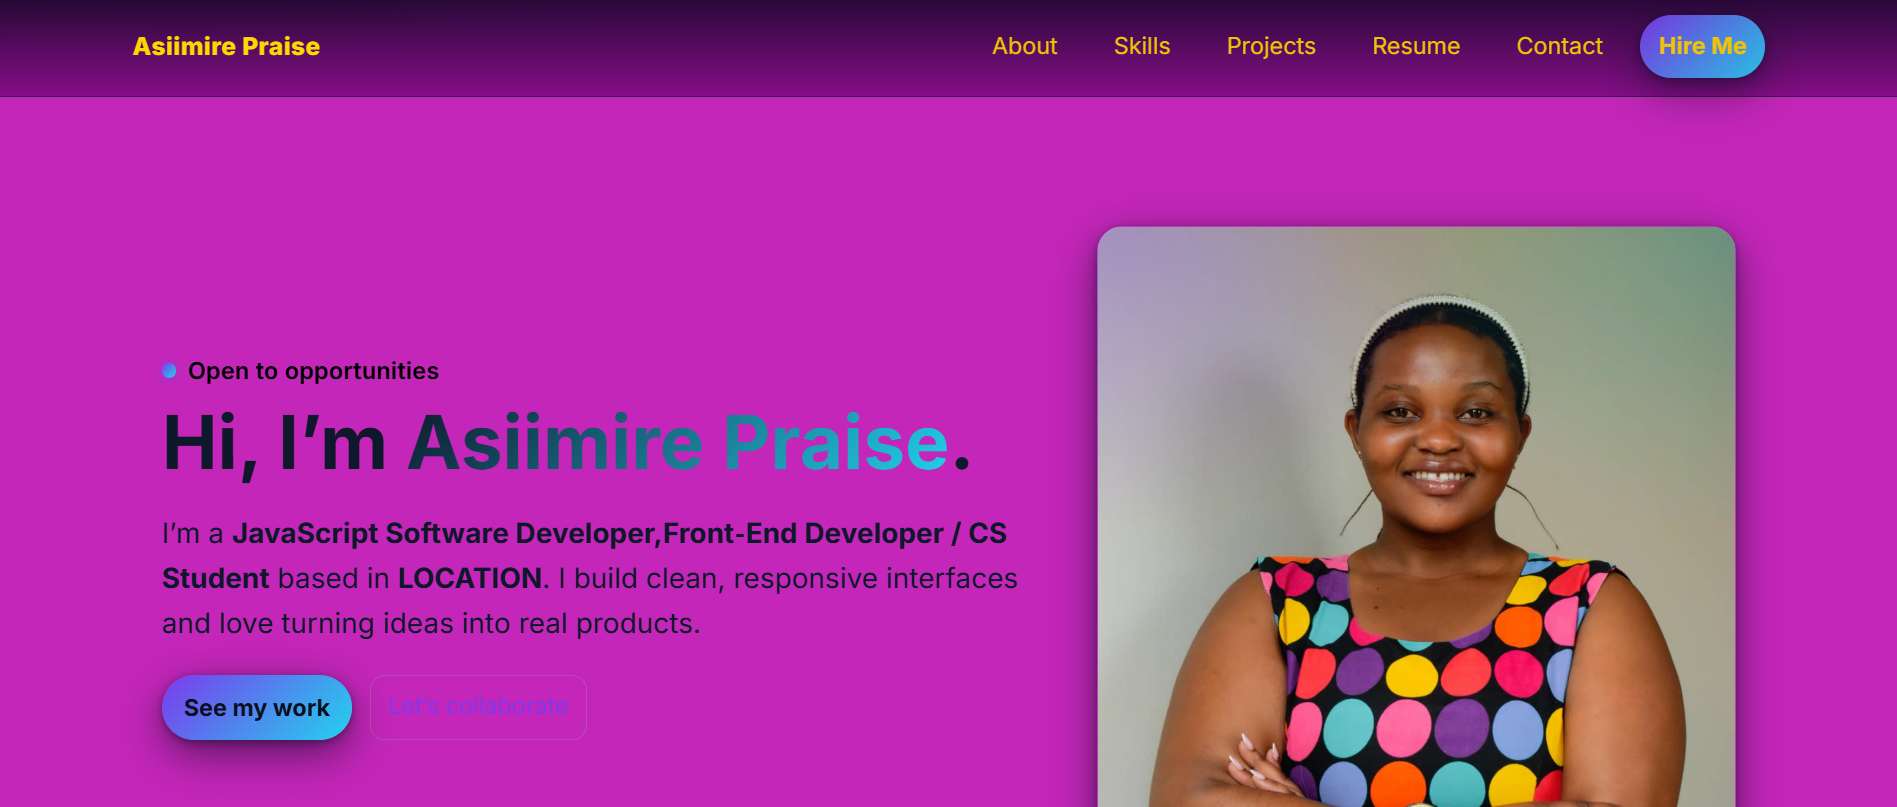 Asiimire Praise
About Skills Projects Resume Contact Hire Me
Open to opportunities
Hi, I’m Asiimire Praise.
I’m a JavaScript Software Developer,Front-End Developer / CS
Student based in LOCATION. I build clean, responsive interfaces
and love turning ideas into real products.
See my work
Let’s collaborate